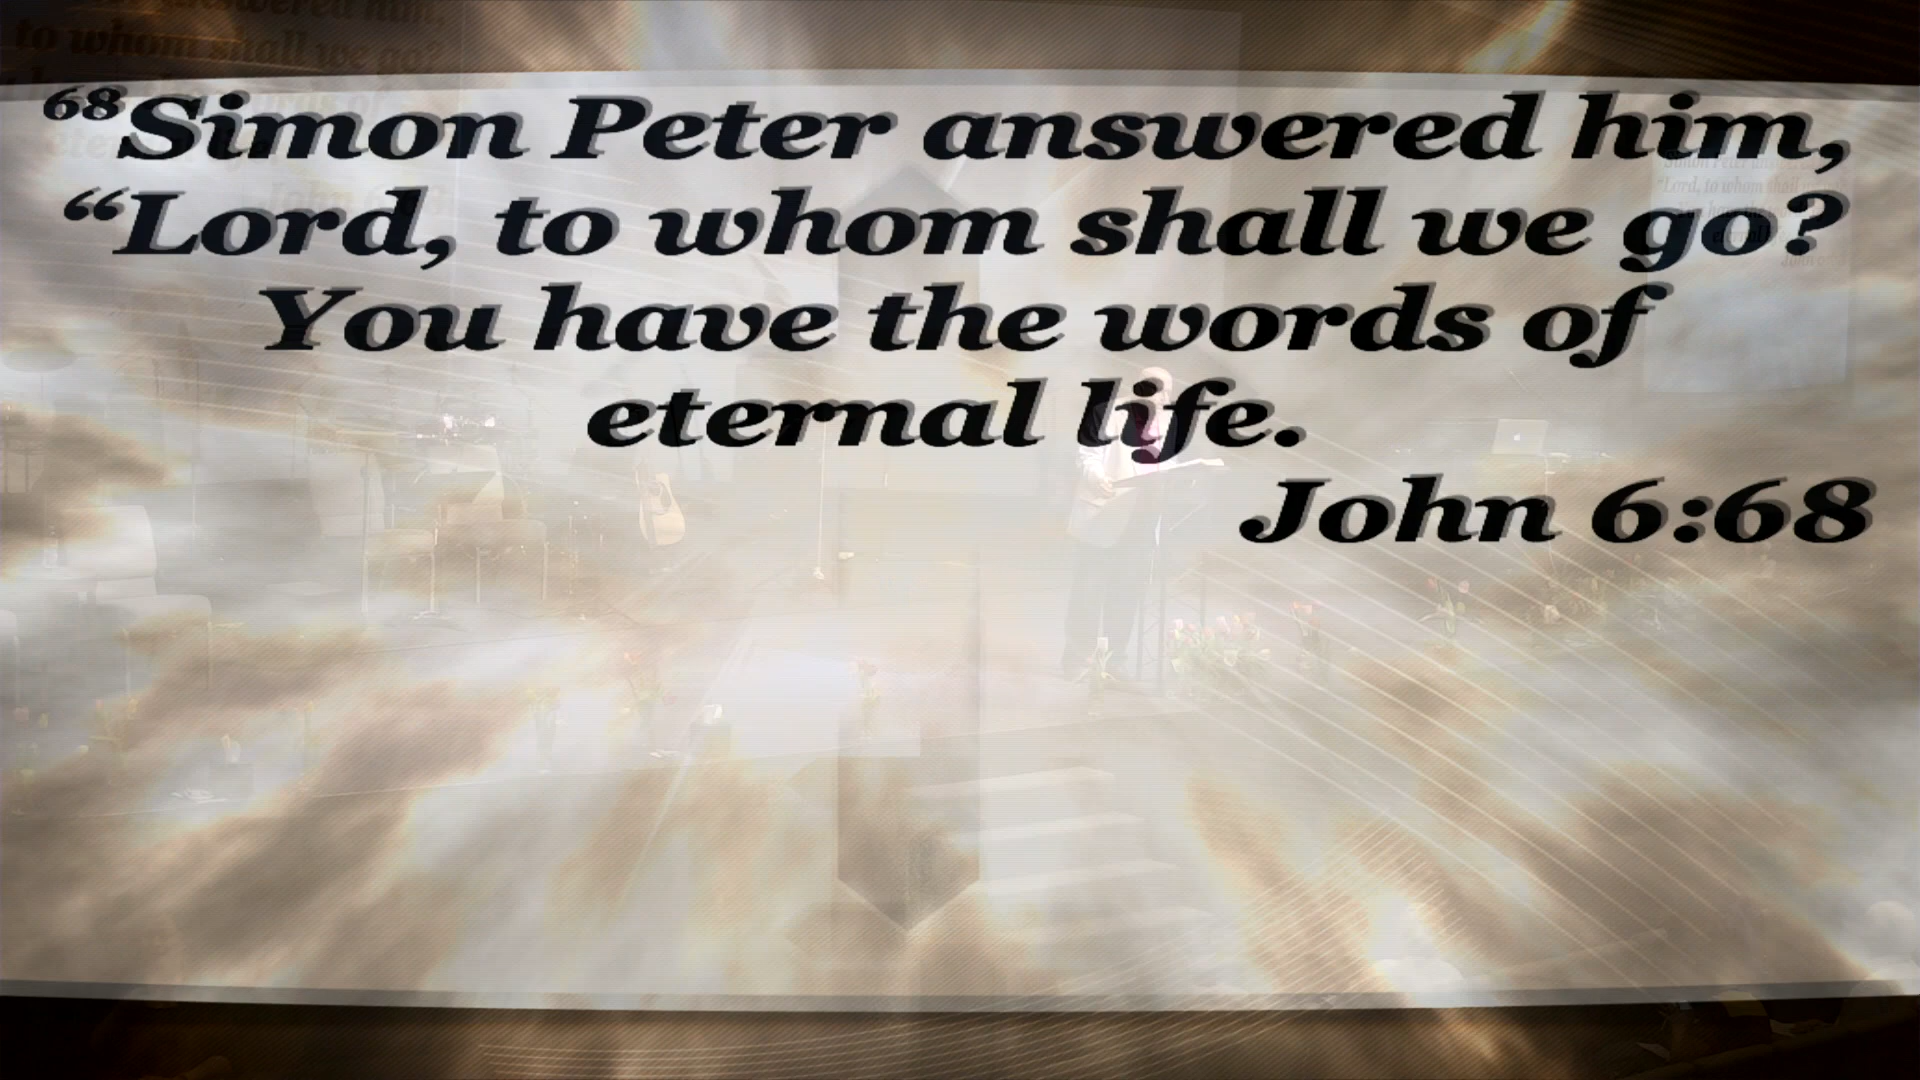 ⁶⁸Simon Peter answered him,
“Lord, to whom shall we go?
You have the words of
eternal life.
John 6:68